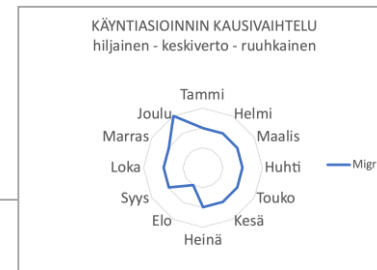 KÄYNTIASIOINNIN KAUSIVAIHTELU
hiljainen - keskiverto - ruuhkainen
Tammi
Joulu
Helmi
Marras
Maalis
Loka
Huhti
Migr
Syys
Touko
Elo
Kesä
Heinä